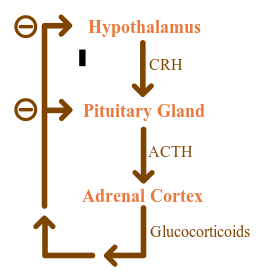 Hypothalamus
CRH
Pituitary Gland
ACTH
Adrenal Cortex
Glucocorticoids